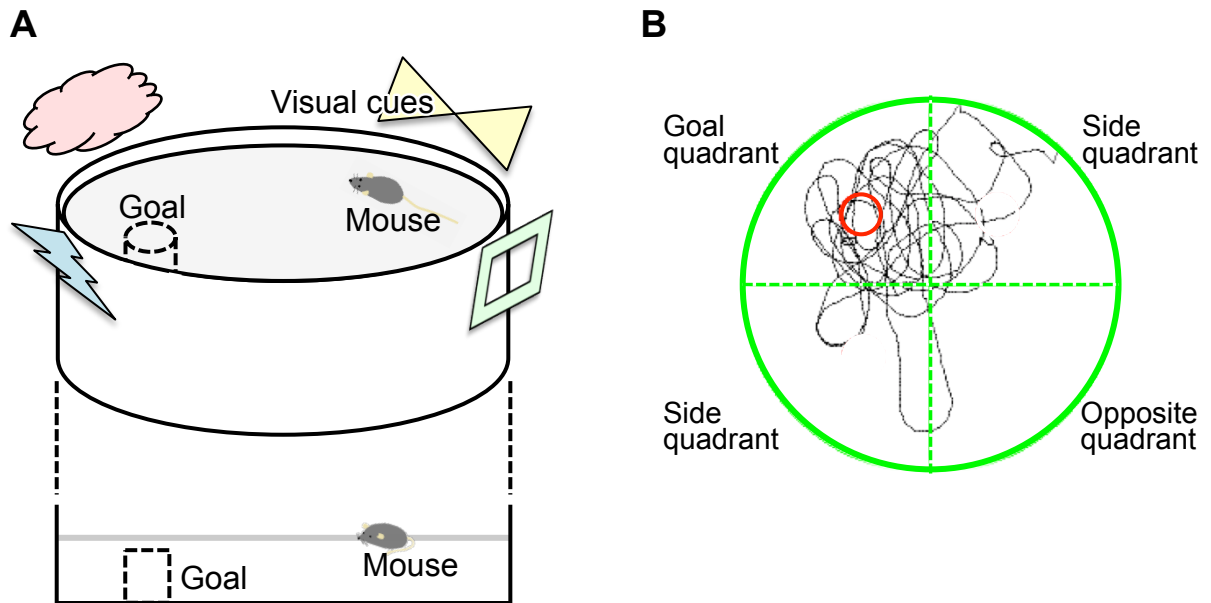 A
Visual cues
Goal
Mouse
Mouse
Goal
B
Goal
quadrant
Side
quadrant
Side
quadrant
Opposite
quadrant